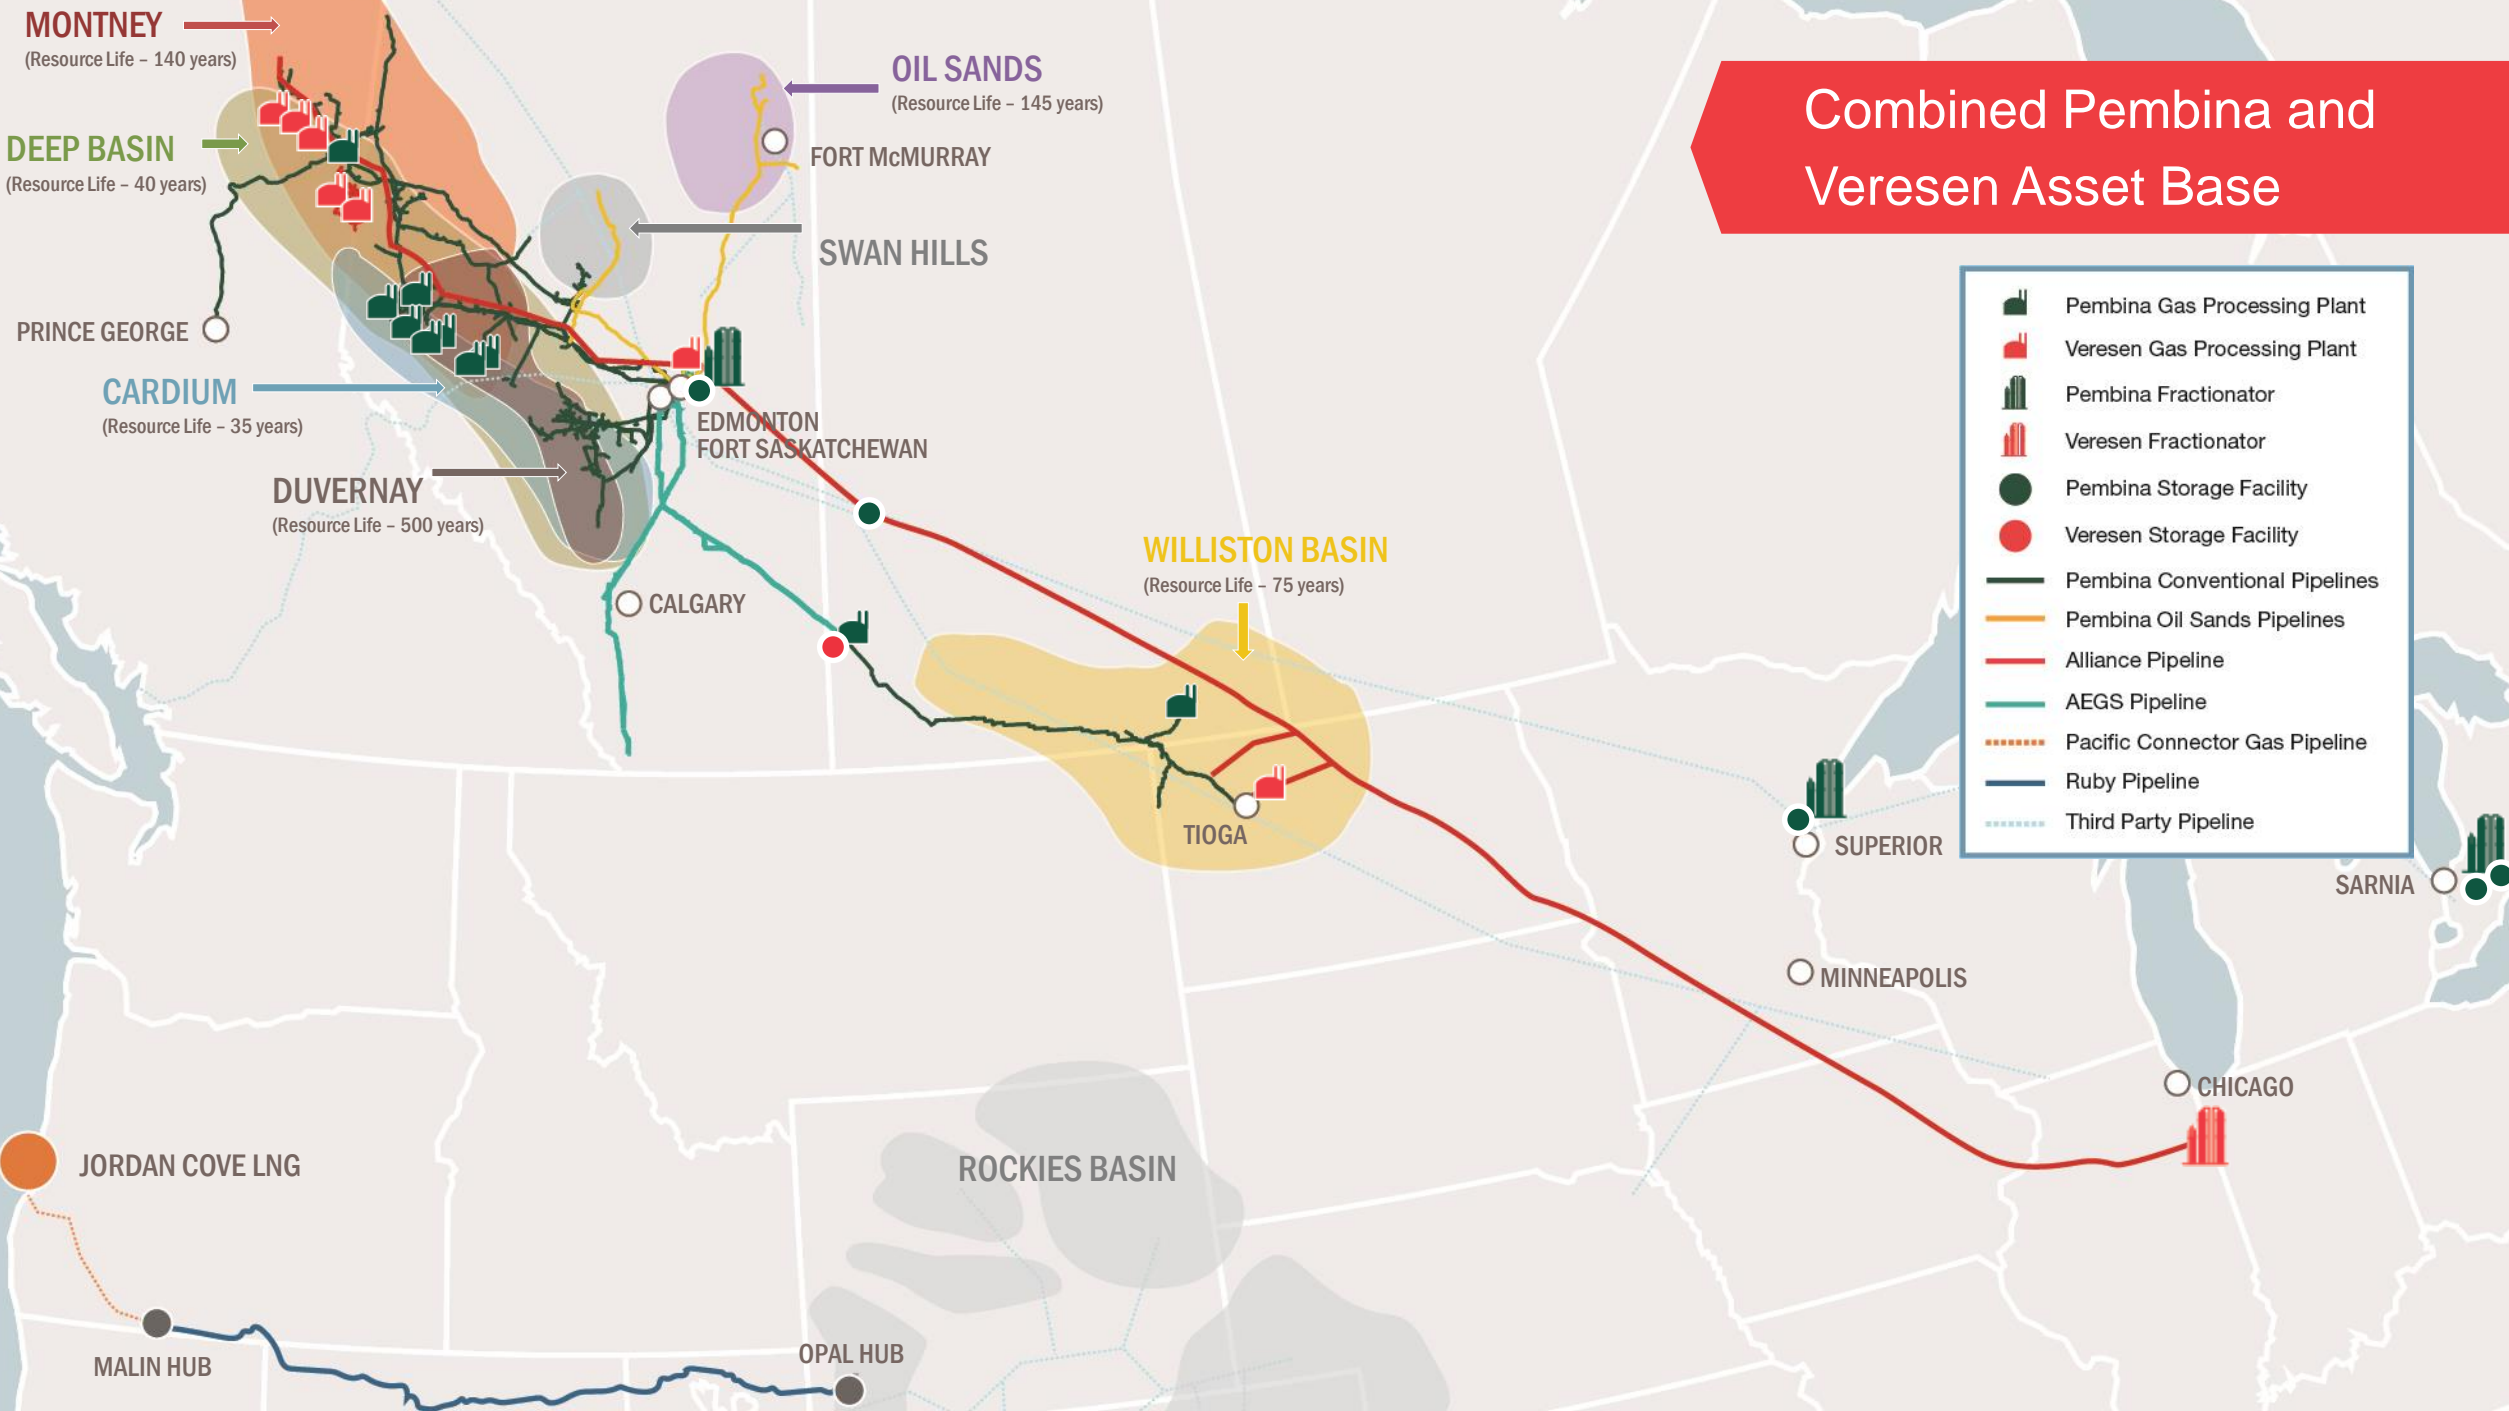 MONTNEY
(Resource Life – 140 years)
OIL SANDS
(Resource Life – 145 years)
Combined Pembina and
Veresen Asset Base
DEEP BASIN
(Resource Life – 40 years)
FORT McMURRAY
SWAN HILLS
PRINCE GEORGE
CARDIUM
(Resource Life – 35 years)
EDMONTON
FORT SASKATCHEWAN
DUVERNAY
(Resource Life – 500 years)
CALGARY
WILLISTON BASIN
(Resource Life – 75 years)
TIOGA
Pembina Gas Processing Plant
Veresen Gas Processing Plant
Pembina Fractionator
Veresen Fractionator
Pembina Storage Facility
Veresen Storage Facility
Pembina Conventional Pipelines
Pembina Oil Sands Pipelines
Alliance Pipeline
AEGS Pipeline
Pacific Connector Gas Pipeline
Ruby Pipeline
Third Party Pipeline
SUPERIOR
SARNIA
MINNEAPOLIS
CHICAGO
JORDAN COVE LNG
ROCKIES BASIN
MALIN HUB
OPAL HUB